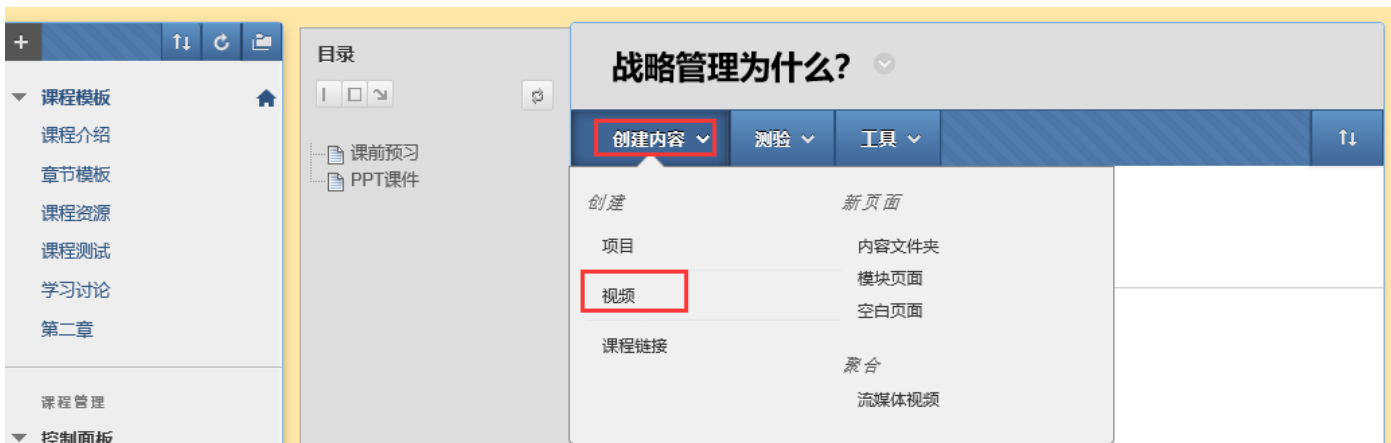 课程模板
课程介绍
章节模板
课程资源
课程测试
学习讨论
第二章
课程管理
控制面板
目录
课前预习
PPT课件
战略管理为什么?
创建内容
测验
工具
创建
项目
视频
课程链接
新页面
内容文件夹
模块页面
空白页面
聚合
流媒体视频